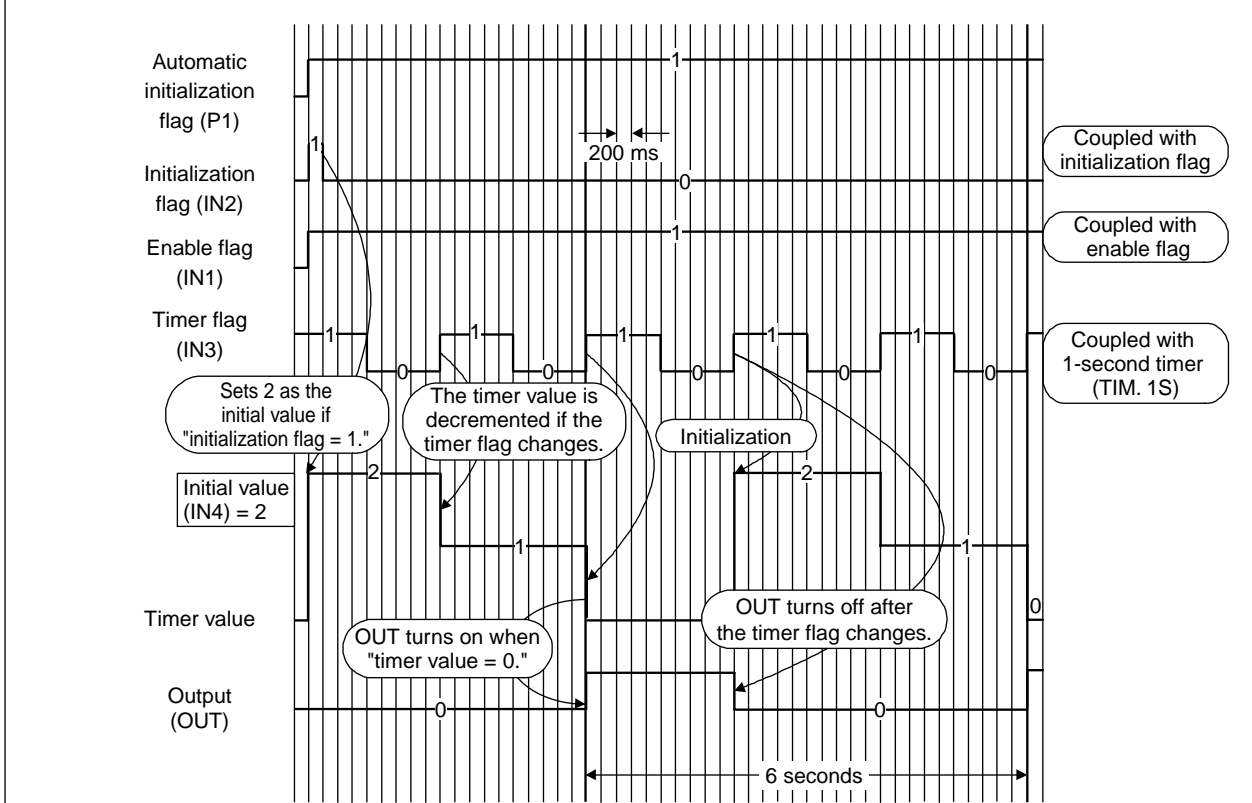 Automatic
initialization
flag (P1)
1
200 ms
Coupled with
initialization flag
1
Initialization
flag (IN2)
0
Coupled with
enable flag
Enable flag
(IN1)
1
Timer flag
(IN3)
1
1
1
1
1
0
0
0
0
0
Coupled with
1-second timer
(TIM. 1S)
Sets 2 as the
initial value if
"initialization flag = 1."
The timer value is
decremented if the
timer flag changes.
Initialization
Initial value
(IN4) = 2
2
2
1
1
Timer value
0
OUT turns on when
"timer value = 0."
OUT turns off after
the timer flag changes.
Output
(OUT)
0
0
6 seconds